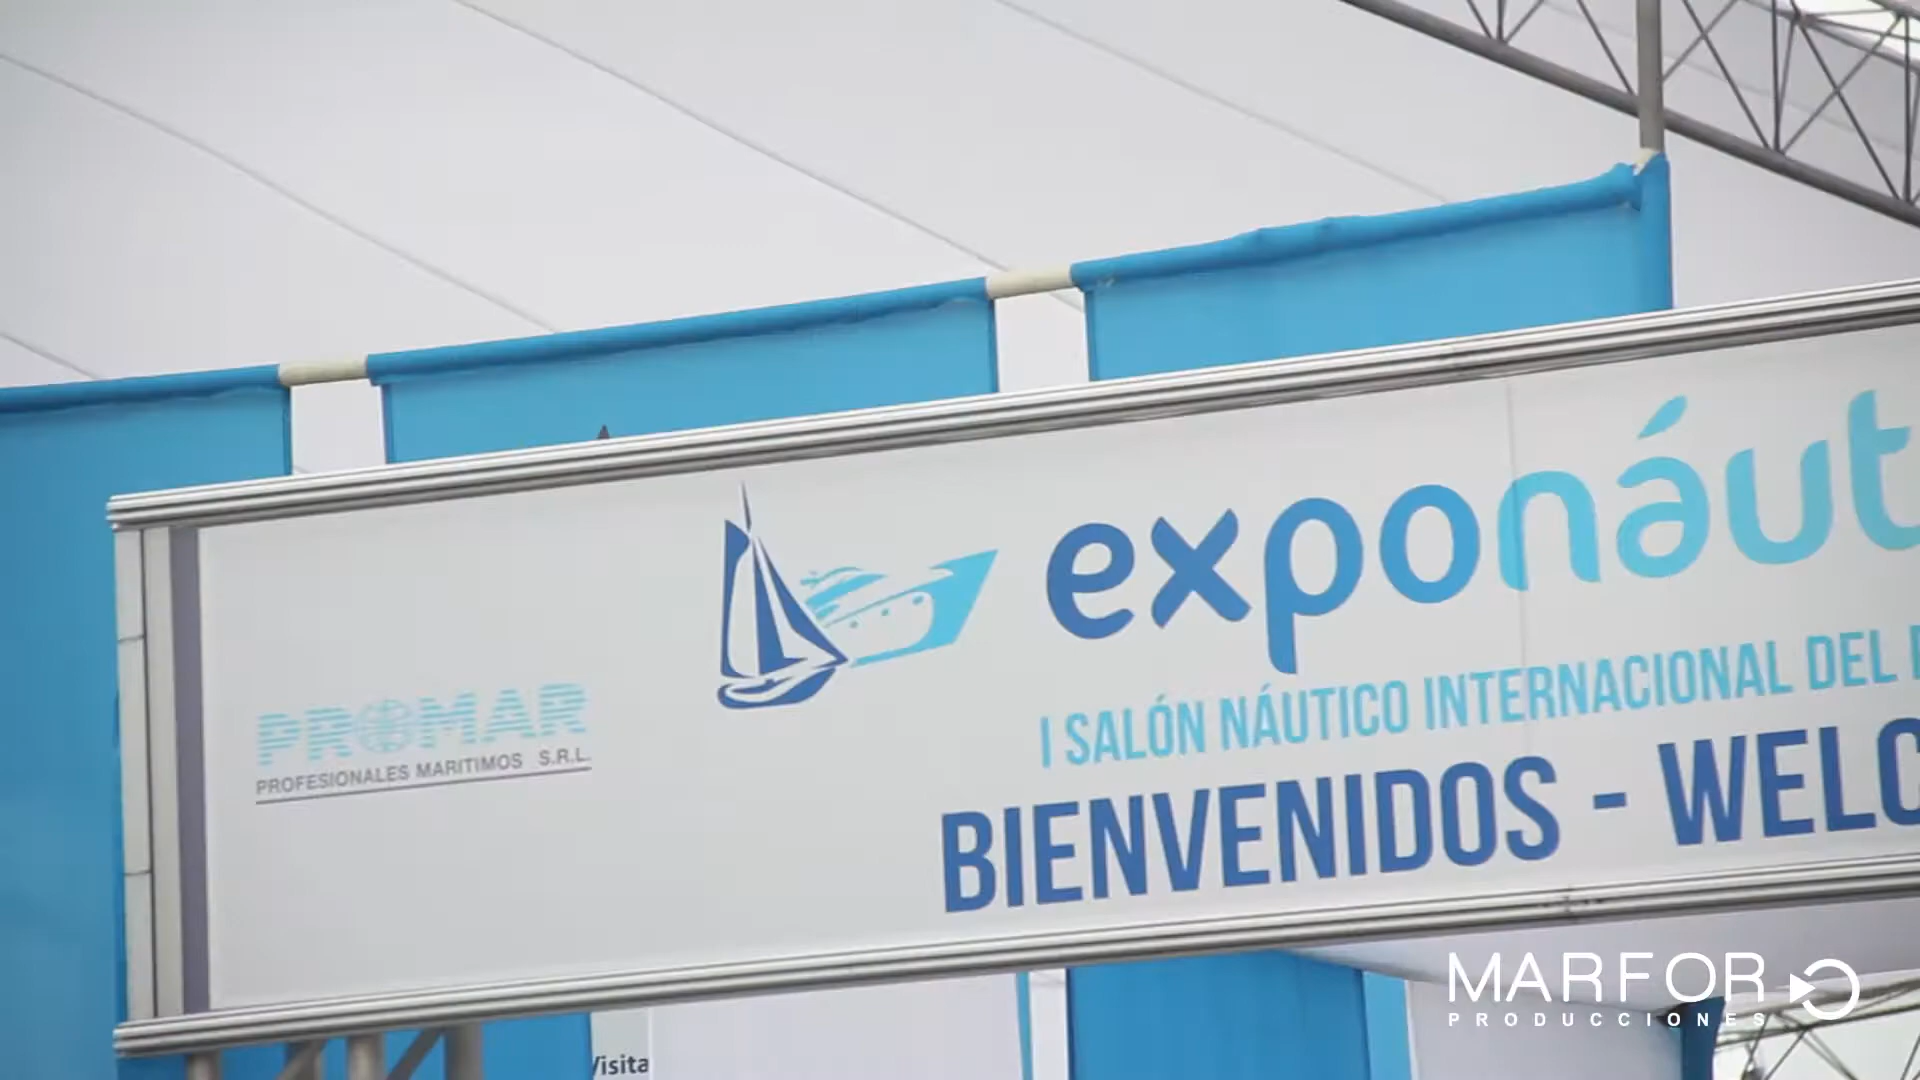 exponáut
PROMAR
PROFESIONALES MARITIMOS S.R.L.
I SALÓN NÁUTICO INTERNACIONAL DEL
BIENVENIDOS - WELC
MARFOR
PRODUCCIONES
Visita